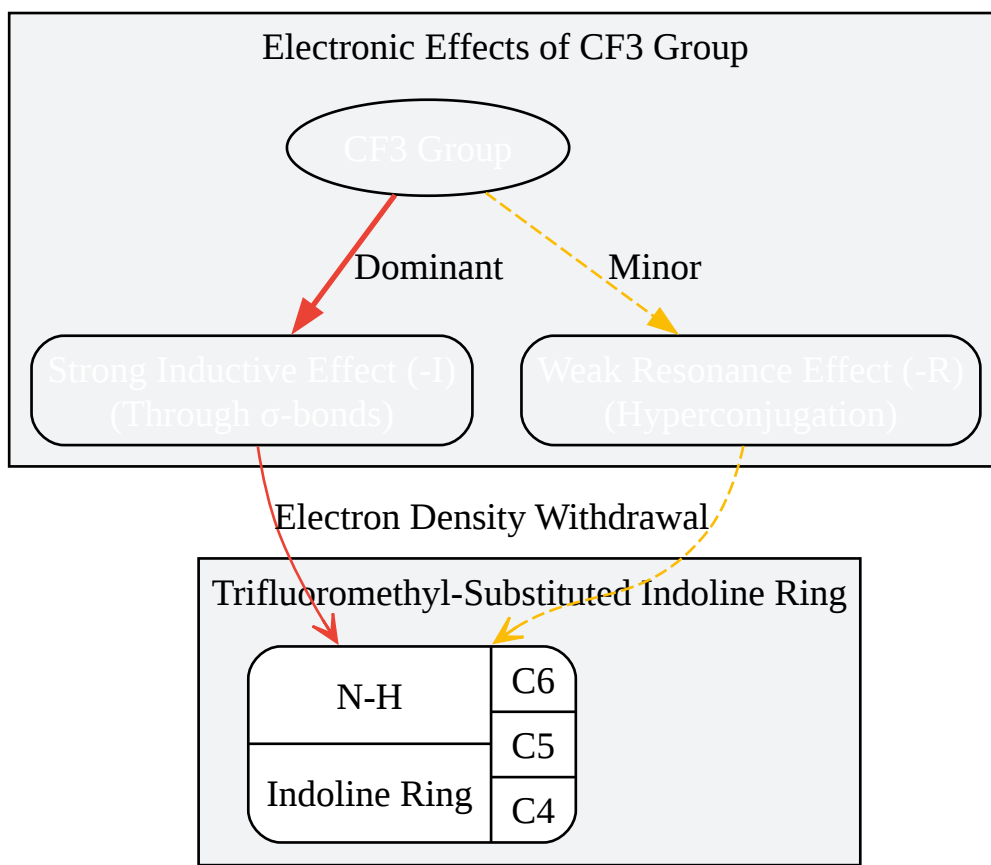 Electronic Effects of CF3 Group
CF3 Group
Dominant
Minor
Strong Inductive Effect (-I)
(Through σ-bonds)
Weak Resonance Effect (-R)
(Hyperconjugation)
Electron Density Withdrawal
Trifluoromethyl-Substituted Indoline Ring
N-H
Indoline Ring
C6
C5
C4